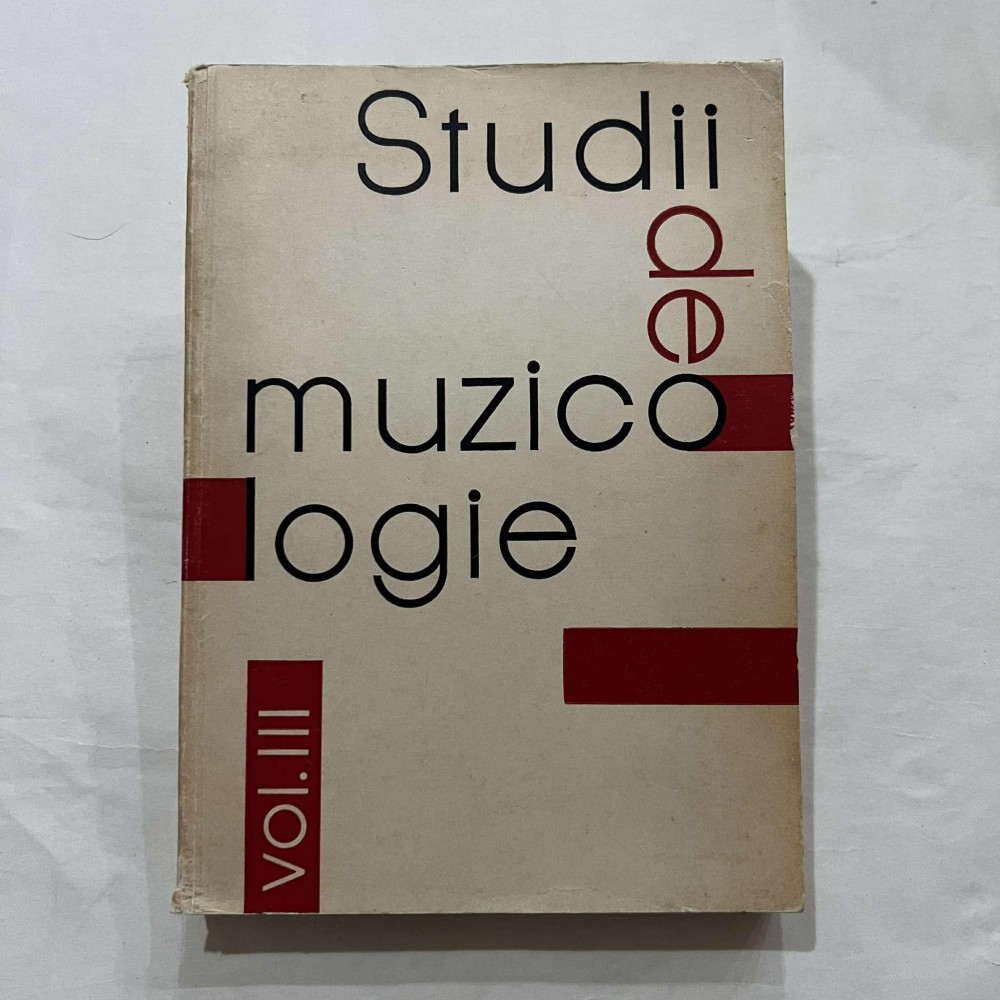 Studii
de
muzico
logie
vol. III